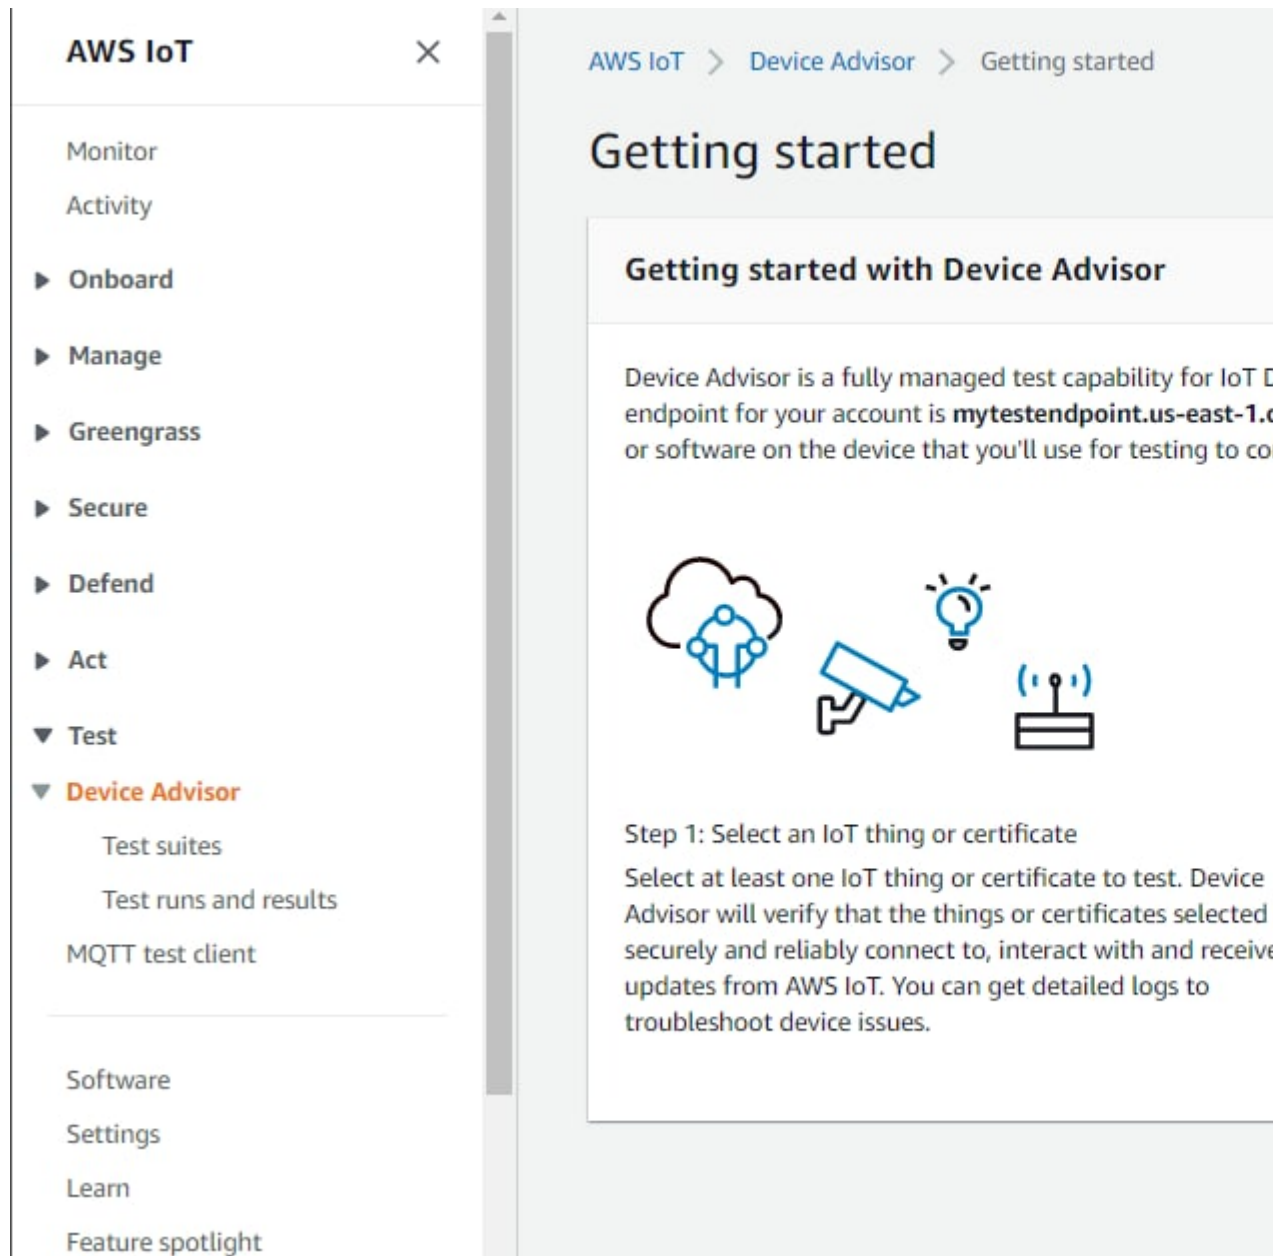 AWS IoT
Monitor
Activity
Onboard
Manage
Greengrass
Secure
Defend
Act
Test
Device Advisor
Test suites
Test runs and results
MQTT test client
Software
Settings
Learn
Feature spotlight
AWS IoT > Device Advisor > Getting started
Getting started
Getting started with Device Advisor
Device Advisor is a fully managed test capability for IoT
endpoint for your account is mytestendpoint.us-east-1.
or software on the device that you'll use for testing to
Step 1: Select an IoT thing or certificate
Select at least one IoT thing or certificate to test. Device
Advisor will verify that the things or certificates selected
securely and reliably connect to, interact with and receive
updates from AWS IoT. You can get detailed logs to
troubleshoot device issues.